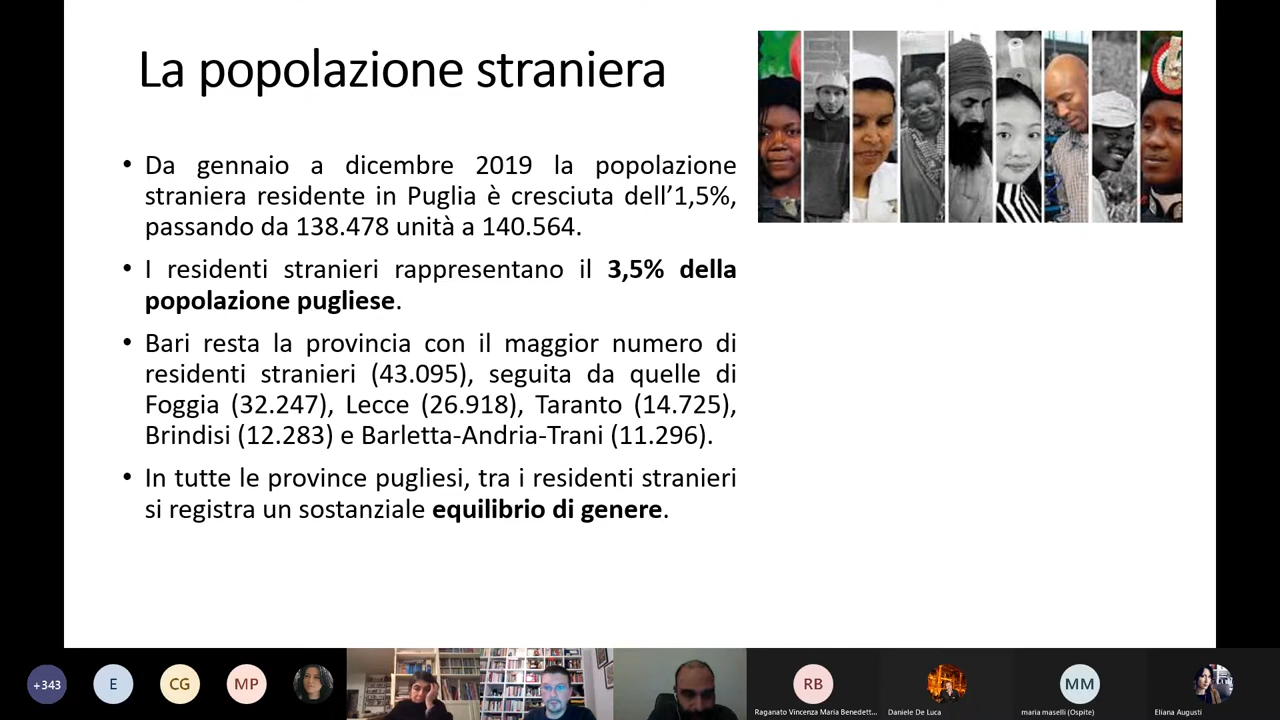 La popolazione straniera
• Da gennaio a dicembre 2019 la popolazione
straniera residente in Puglia è cresciuta dell’1,5%,
passando da 138.478 unità a 140.564.
• I residenti stranieri rappresentano il 3,5% della
popolazione pugliese.
• Bari resta la provincia con il maggior numero di
residenti stranieri (43.095), seguita da quelle di
Foggia (32.247), Lecce (26.918), Taranto (14.725),
Brindisi (12.283) e Barletta-Andria-Trani (11.296).
• In tutte le province pugliesi, tra i residenti stranieri
si registra un sostanziale equilibrio di genere.
+343
E
CG
MP
RB
MM
Raganato Vincenza Maria Benedett...
Daniele De Luca
maria maselli (Ospite)
Eliana Augusti